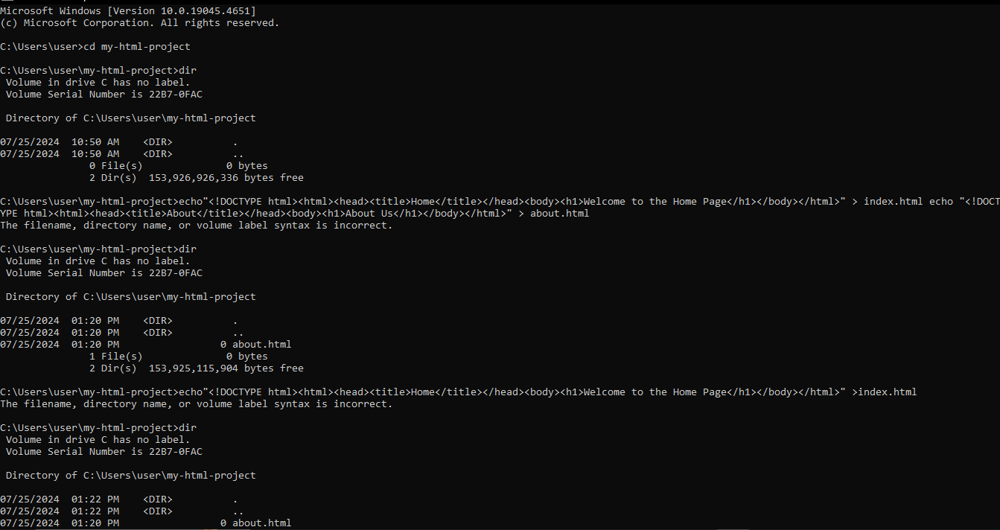 Microsoft Windows [Version 10.0.19045.4651]
(c) Microsoft Corporation. All rights reserved.
C:\Users\user>cd my-html-project
C:\Users\user\my-html-project>dir
 Volume in drive C has no label.
 Volume Serial Number is 22B7-0FAC
 Directory of C:\Users\user\my-html-project
07/25/2024  10:50 AM    <DIR>          .
07/25/2024  10:50 AM    <DIR>          ..
               0 File(s)              0 bytes
               2 Dir(s)  153,926,926,336 bytes free
C:\Users\user\my-html-project>echo"<!DOCTYPE html><html><head><title>Home</title></head><body><h1>Welcome to the Home Page</h1></body></html>" > index.html echo "<!DOCT
YPE html><html><head><title>About</title></head><body><h1>About Us</h1></body></html>" > about.html
The filename, directory name, or volume label syntax is incorrect.
C:\Users\user\my-html-project>dir
 Volume in drive C has no label.
 Volume Serial Number is 22B7-0FAC
 Directory of C:\Users\user\my-html-project
07/25/2024  01:20 PM    <DIR>          .
07/25/2024  01:20 PM    <DIR>          ..
07/25/2024  01:20 PM                 0 about.html
               1 File(s)              0 bytes
               2 Dir(s)  153,925,115,904 bytes free
C:\Users\user\my-html-project>echo"<!DOCTYPE html><html><head><title>Home</title></head><body><h1>Welcome to the Home Page</h1></body></html>" >index.html
The filename, directory name, or volume label syntax is incorrect.
C:\Users\user\my-html-project>dir
 Volume in drive C has no label.
 Volume Serial Number is 22B7-0FAC
 Directory of C:\Users\user\my-html-project
07/25/2024  01:22 PM    <DIR>          .
07/25/2024  01:22 PM    <DIR>          ..
07/25/2024  01:20 PM                 0 about.html